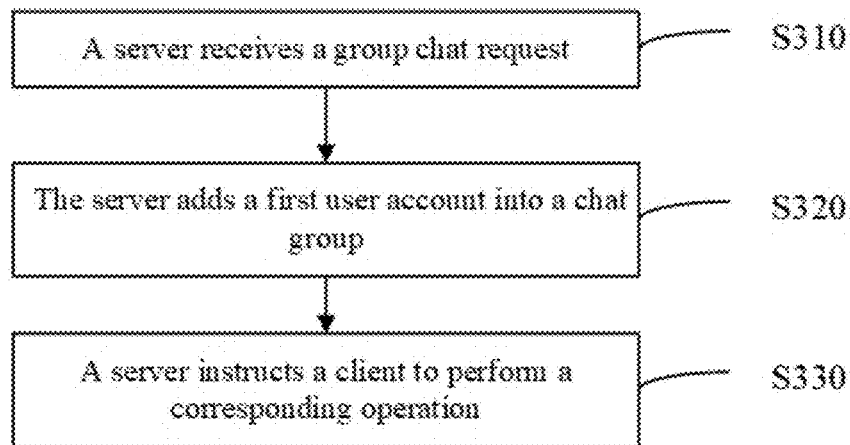 A server receives a group chat request
S310
The server adds a first user account into a chat
group
S320
A server instructs a client to perform a
corresponding operation
S330